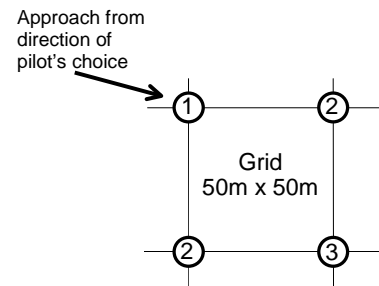 Approach from
direction of
pilot's choice
1
2
Grid
50m x 50m
2
3